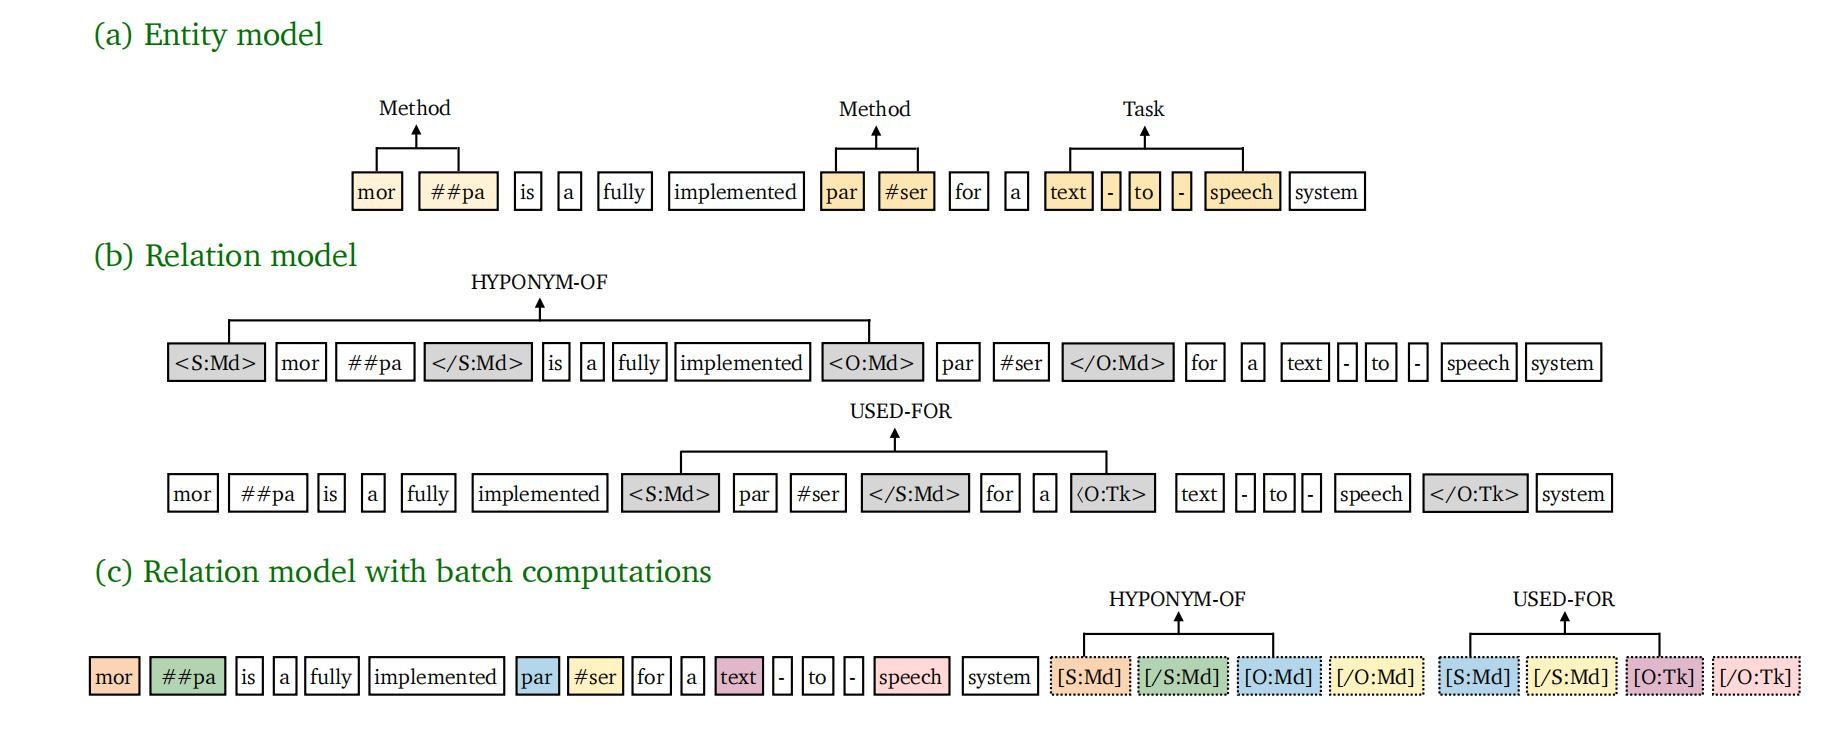 (a) Entity model
Method Method Task
mor ##pa is a fully implemented par #ser for a text - to - speech system
(b) Relation model
HYPONYM-OF
<S:Md> mor ##pa </S:Md> is a fully implemented <O:Md> par #ser </O:Md> for a text - to - speech system
USED-FOR
mor ##pa is a fully implemented <S:Md> par #ser </S:Md> for a ⟨O:Tk> text - to - speech </O:Tk> system
(c) Relation model with batch computations
HYPONYM-OF USED-FOR
mor ##pa is a fully implemented par #ser for a text - to - speech system [S:Md] [/S:Md] [O:Md] [/O:Md] [S:Md] [/S:Md] [O:Tk] [/O:Tk]